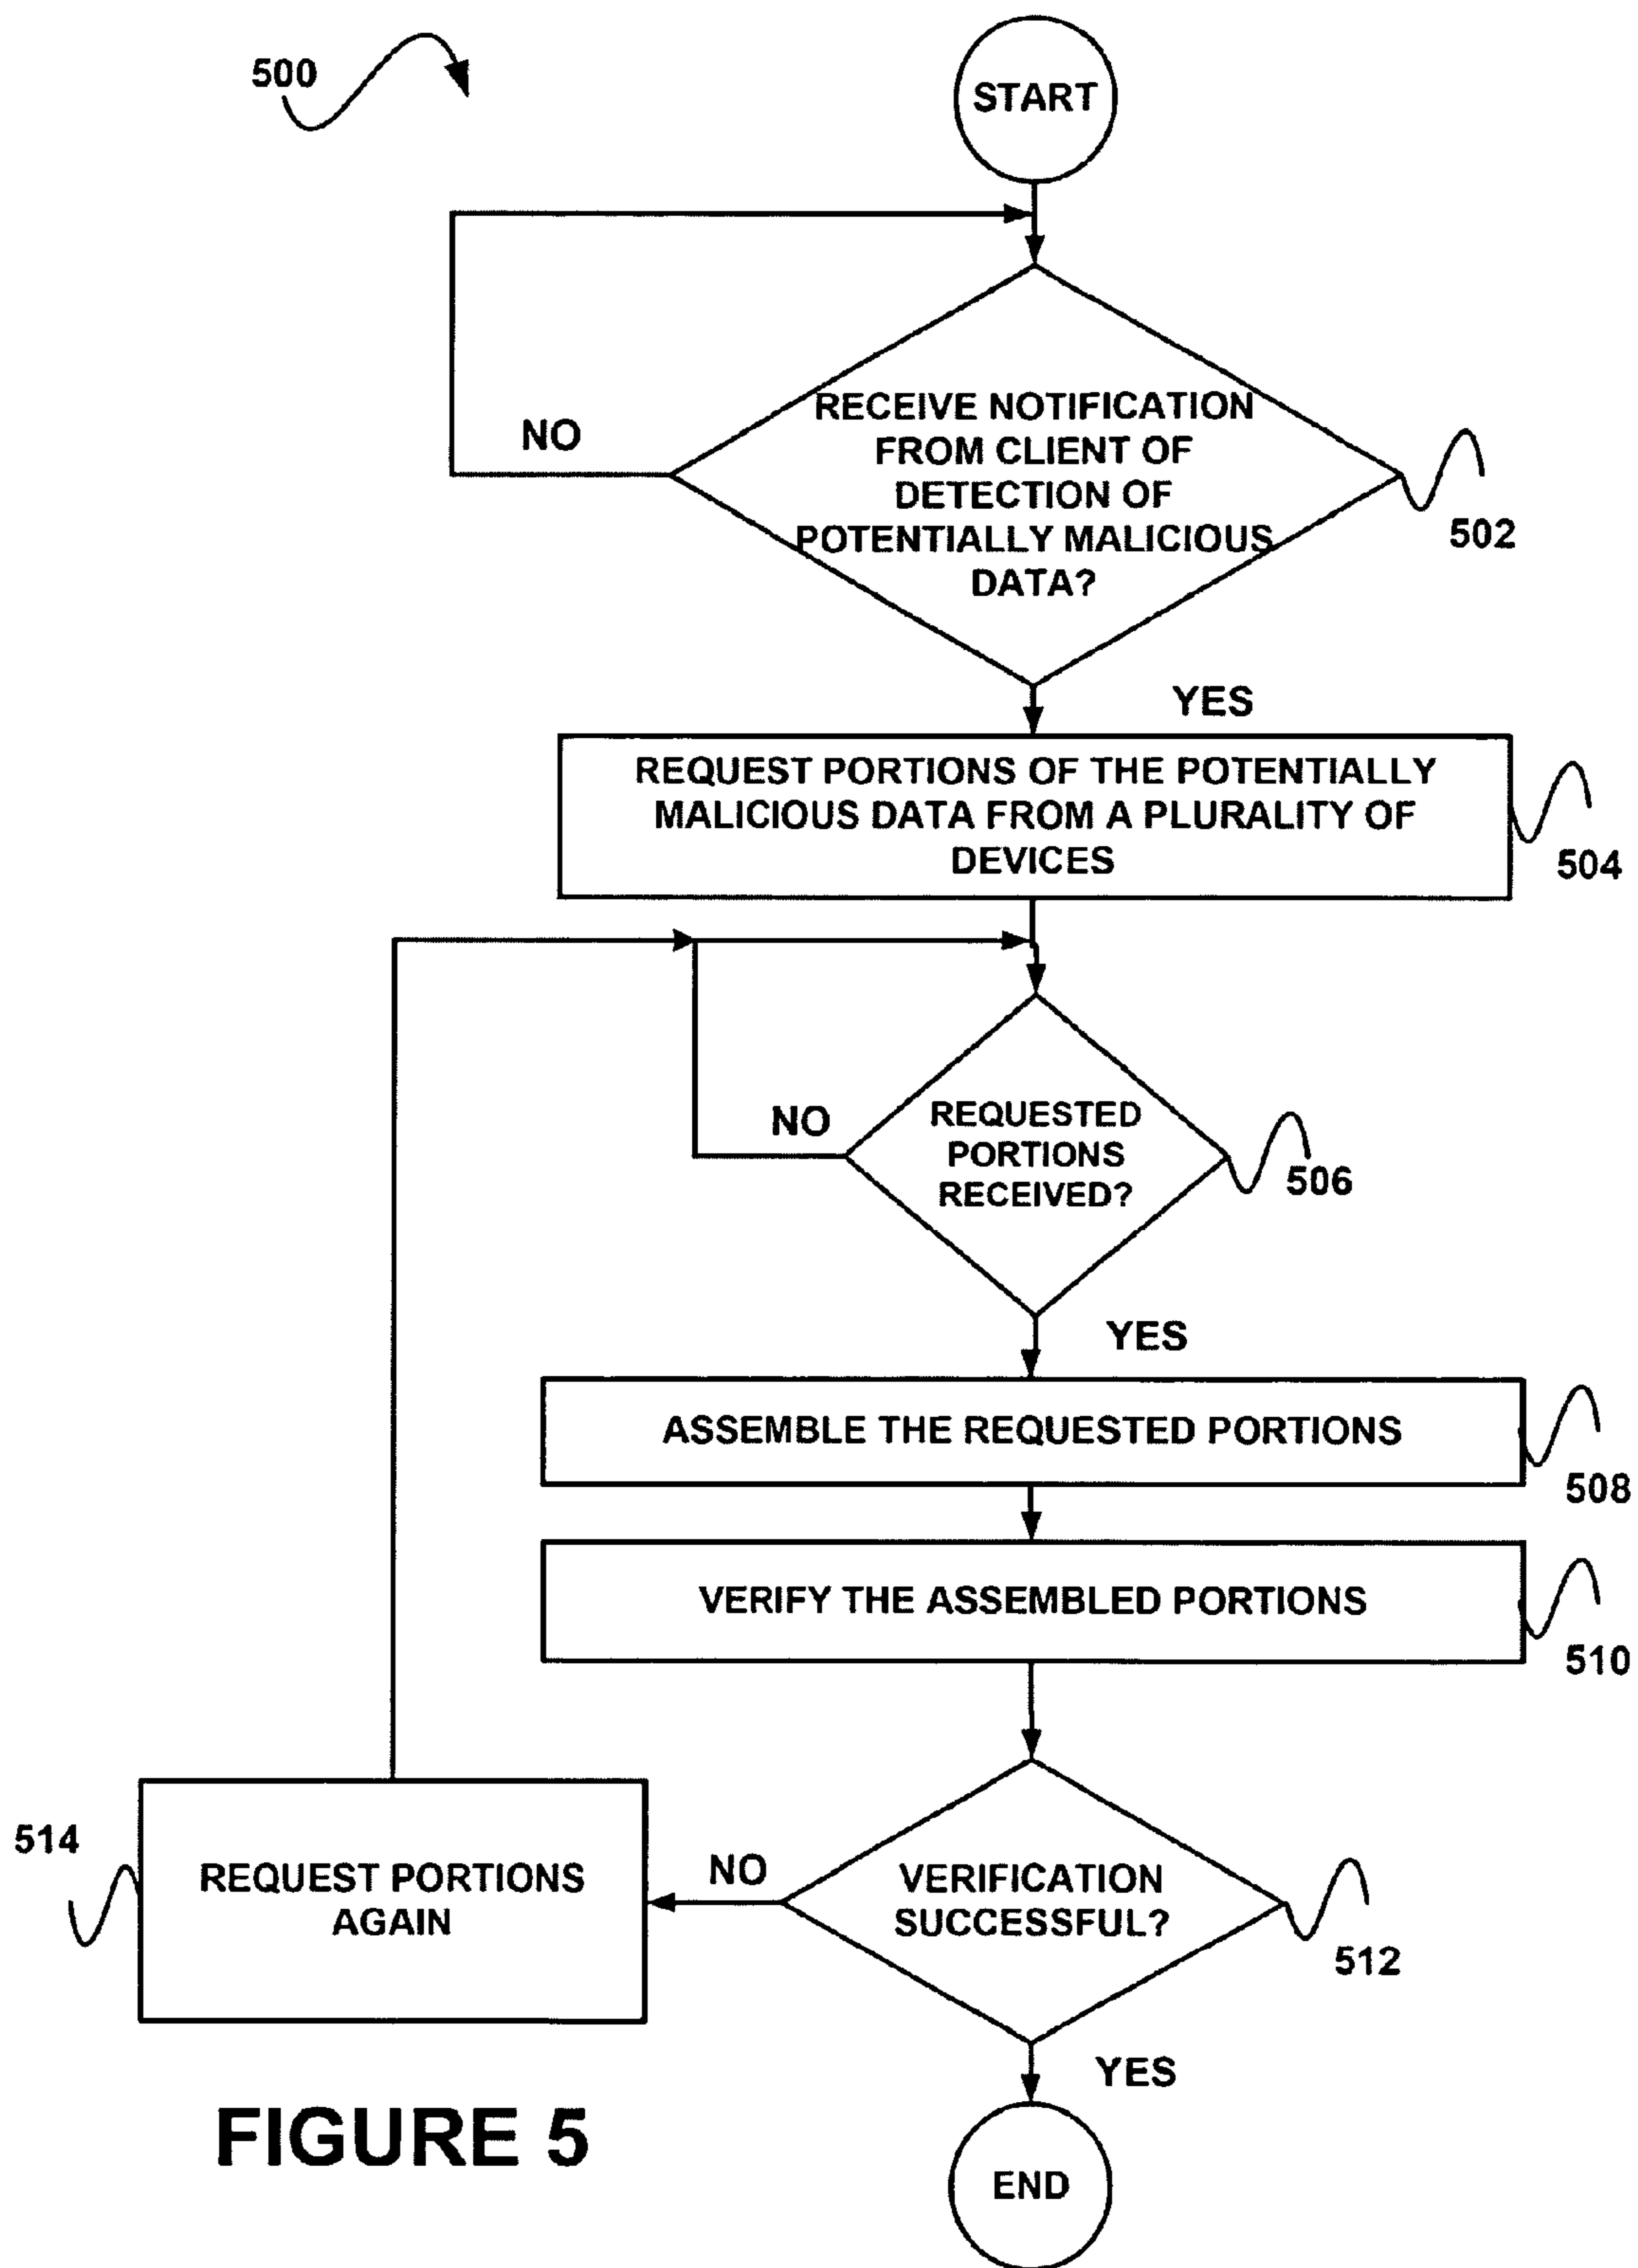 500
START
RECEIVE NOTIFICATION
FROM CLIENT OF
DETECTION OF
POTENTIALLY MALICIOUS
DATA?
NO
502
YES
REQUEST PORTIONS OF THE POTENTIALLY
MALICIOUS DATA FROM A PLURALITY OF
DEVICES
504
NO
REQUESTED
PORTIONS
RECEIVED?
506
YES
ASSEMBLE THE REQUESTED PORTIONS
508
VERIFY THE ASSEMBLED PORTIONS
510
514
REQUEST PORTIONS
AGAIN
NO
VERIFICATION
SUCCESSFUL?
512
YES
FIGURE 5
END